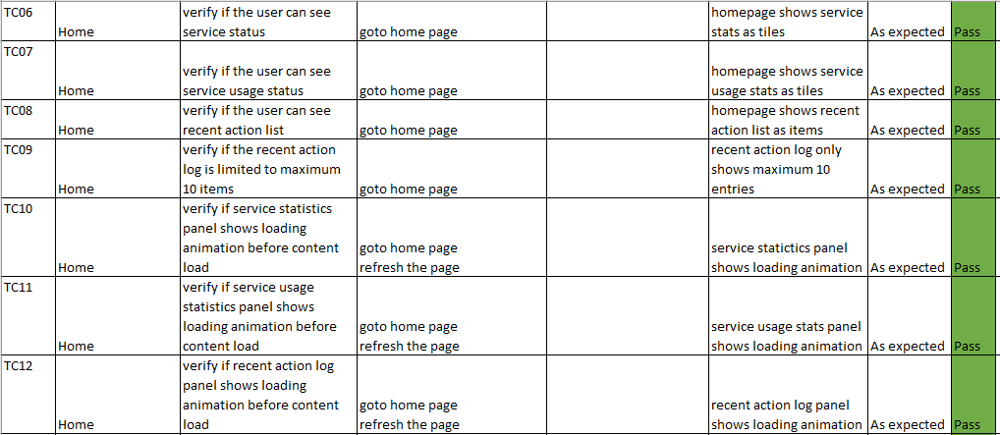 TC06
Home
verify if the user can see
service status
goto home page
homepage shows service
stats as tiles
As expected
Pass
TC07
Home
verify if the user can see
service usage status
goto home page
homepage shows service
usage stats as tiles
As expected
Pass
TC08
Home
verify if the user can see
recent action list
goto home page
homepage shows recent
action list as items
As expected
Pass
TC09
Home
verify if the recent action
log is limited to maximum
10 items
goto home page
recent action log only
shows maximum 10
entries
As expected
Pass
TC10
Home
verify if service statistics
panel shows loading
animation before content
load
goto home page
refresh the page
service statictics panel
shows loading animation
As expected
Pass
TC11
Home
verify if service usage
statistics panel shows
loading animation before
content load
goto home page
refresh the page
service usage stats panel
shows loading animation
As expected
Pass
TC12
Home
verify if recent action log
panel shows loading
animation before content
load
goto home page
refresh the page
recent action log panel
shows loading animation
As expected
Pass